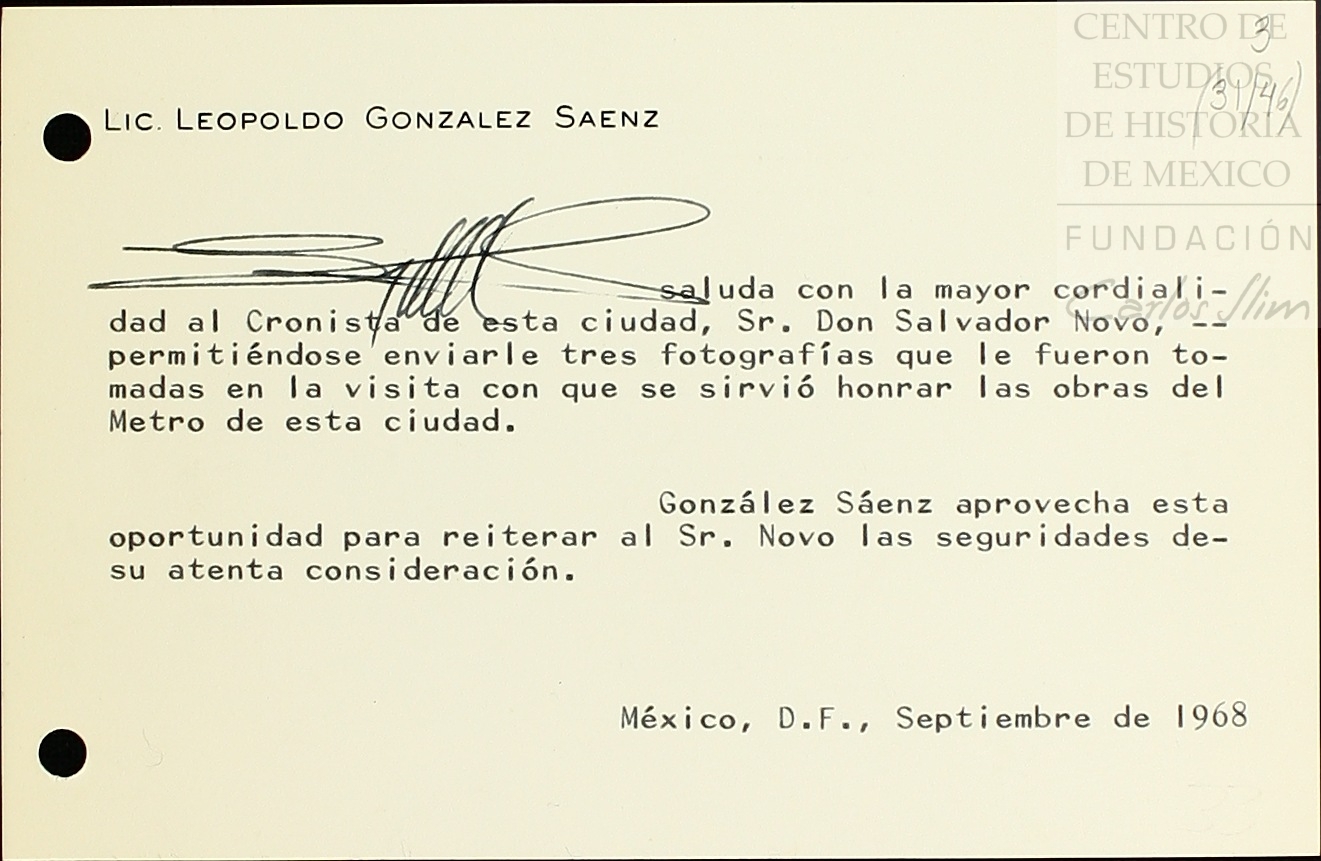 CENTRO DE
ESTUDIOS
DE HISTORIA
DE MEXICO
FUNDACIÓN
Carlos Slim
3
(31/46)
LIC. LEOPOLDO GONZALEZ SAENZ
saluda con la mayor cordiali-
dad al Cronista de esta ciudad, Sr. Don Salvador Novo, --
permitiéndose enviarle tres fotografías que le fueron to-
madas en la visita con que se sirvió honrar las obras del
Metro de esta ciudad.
González Sáenz aprovecha esta
oportunidad para reiterar al Sr. Novo las seguridades de-
su atenta consideración.
México, D.F., Septiembre de 1968